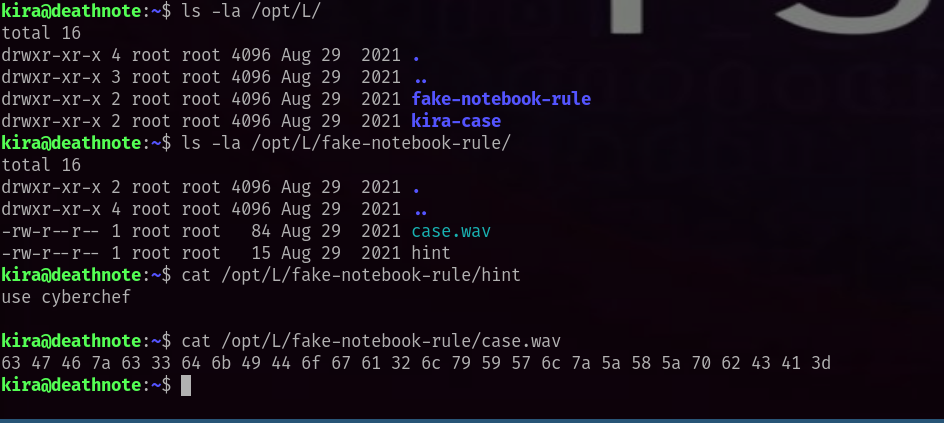 kira@deathnote:~$ ls -la /opt/L/
total 16
drwxr-xr-x 4 root root 4096 Aug 29  2021 .
drwxr-xr-x 3 root root 4096 Aug 29  2021 ..
drwxr-xr-x 2 root root 4096 Aug 29  2021 fake-notebook-rule
drwxr-xr-x 2 root root 4096 Aug 29  2021 kira-case
kira@deathnote:~$ ls -la /opt/L/fake-notebook-rule/
total 16
drwxr-xr-x 2 root root 4096 Aug 29  2021 .
drwxr-xr-x 4 root root 4096 Aug 29  2021 ..
-rw-r--r-- 1 root root   84 Aug 29  2021 case.wav
-rw-r--r-- 1 root root   15 Aug 29  2021 hint
kira@deathnote:~$ cat /opt/L/fake-notebook-rule/hint
use cyberchef
kira@deathnote:~$ cat /opt/L/fake-notebook-rule/case.wav
63 47 46 7a 63 33 64 6b 49 44 6f 67 61 32 6c 79 59 57 6c 7a 5a 58 5a 70 62 43 41 3d
kira@deathnote:~$